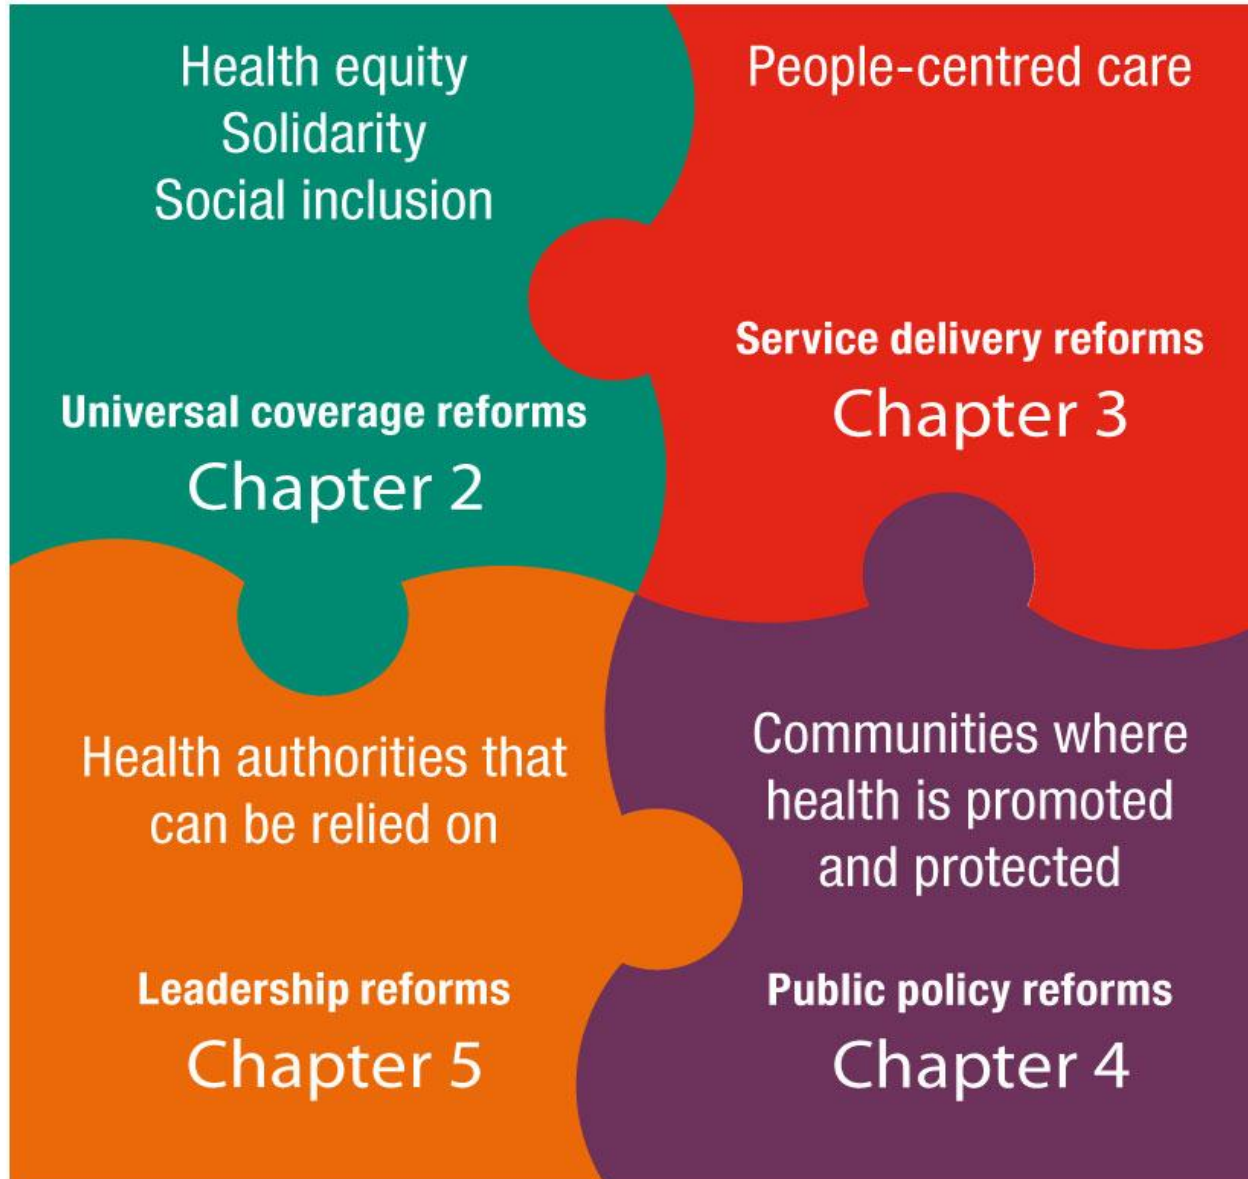 Health equity
Solidarity
Social inclusion
Universal coverage reforms
Chapter 2
People-centred care
Service delivery reforms
Chapter 3
Health authorities that
can be relied on
Leadership reforms
Chapter 5
Communities where
health is promoted
and protected
Public policy reforms
Chapter 4